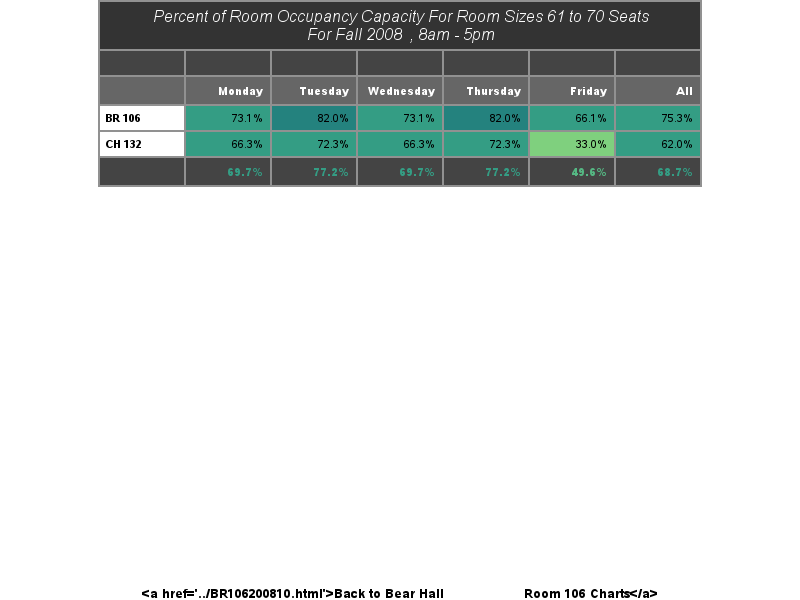 Percent of Room Occupancy Capacity For Room Sizes 61 to 70 Seats
For Fall 2008 , 8am - 5pm
Monday Tuesday Wednesday Thursday Friday All
BR 106 73.1% 82.0% 73.1% 82.0% 66.1% 75.3%
CH 132 66.3% 72.3% 66.3% 72.3% 33.0% 62.0%
69.7% 77.2% 69.7% 77.2% 49.6% 68.7%
<a href='../BR106200810.html'>Back to Bear Hall Room 106 Charts</a>